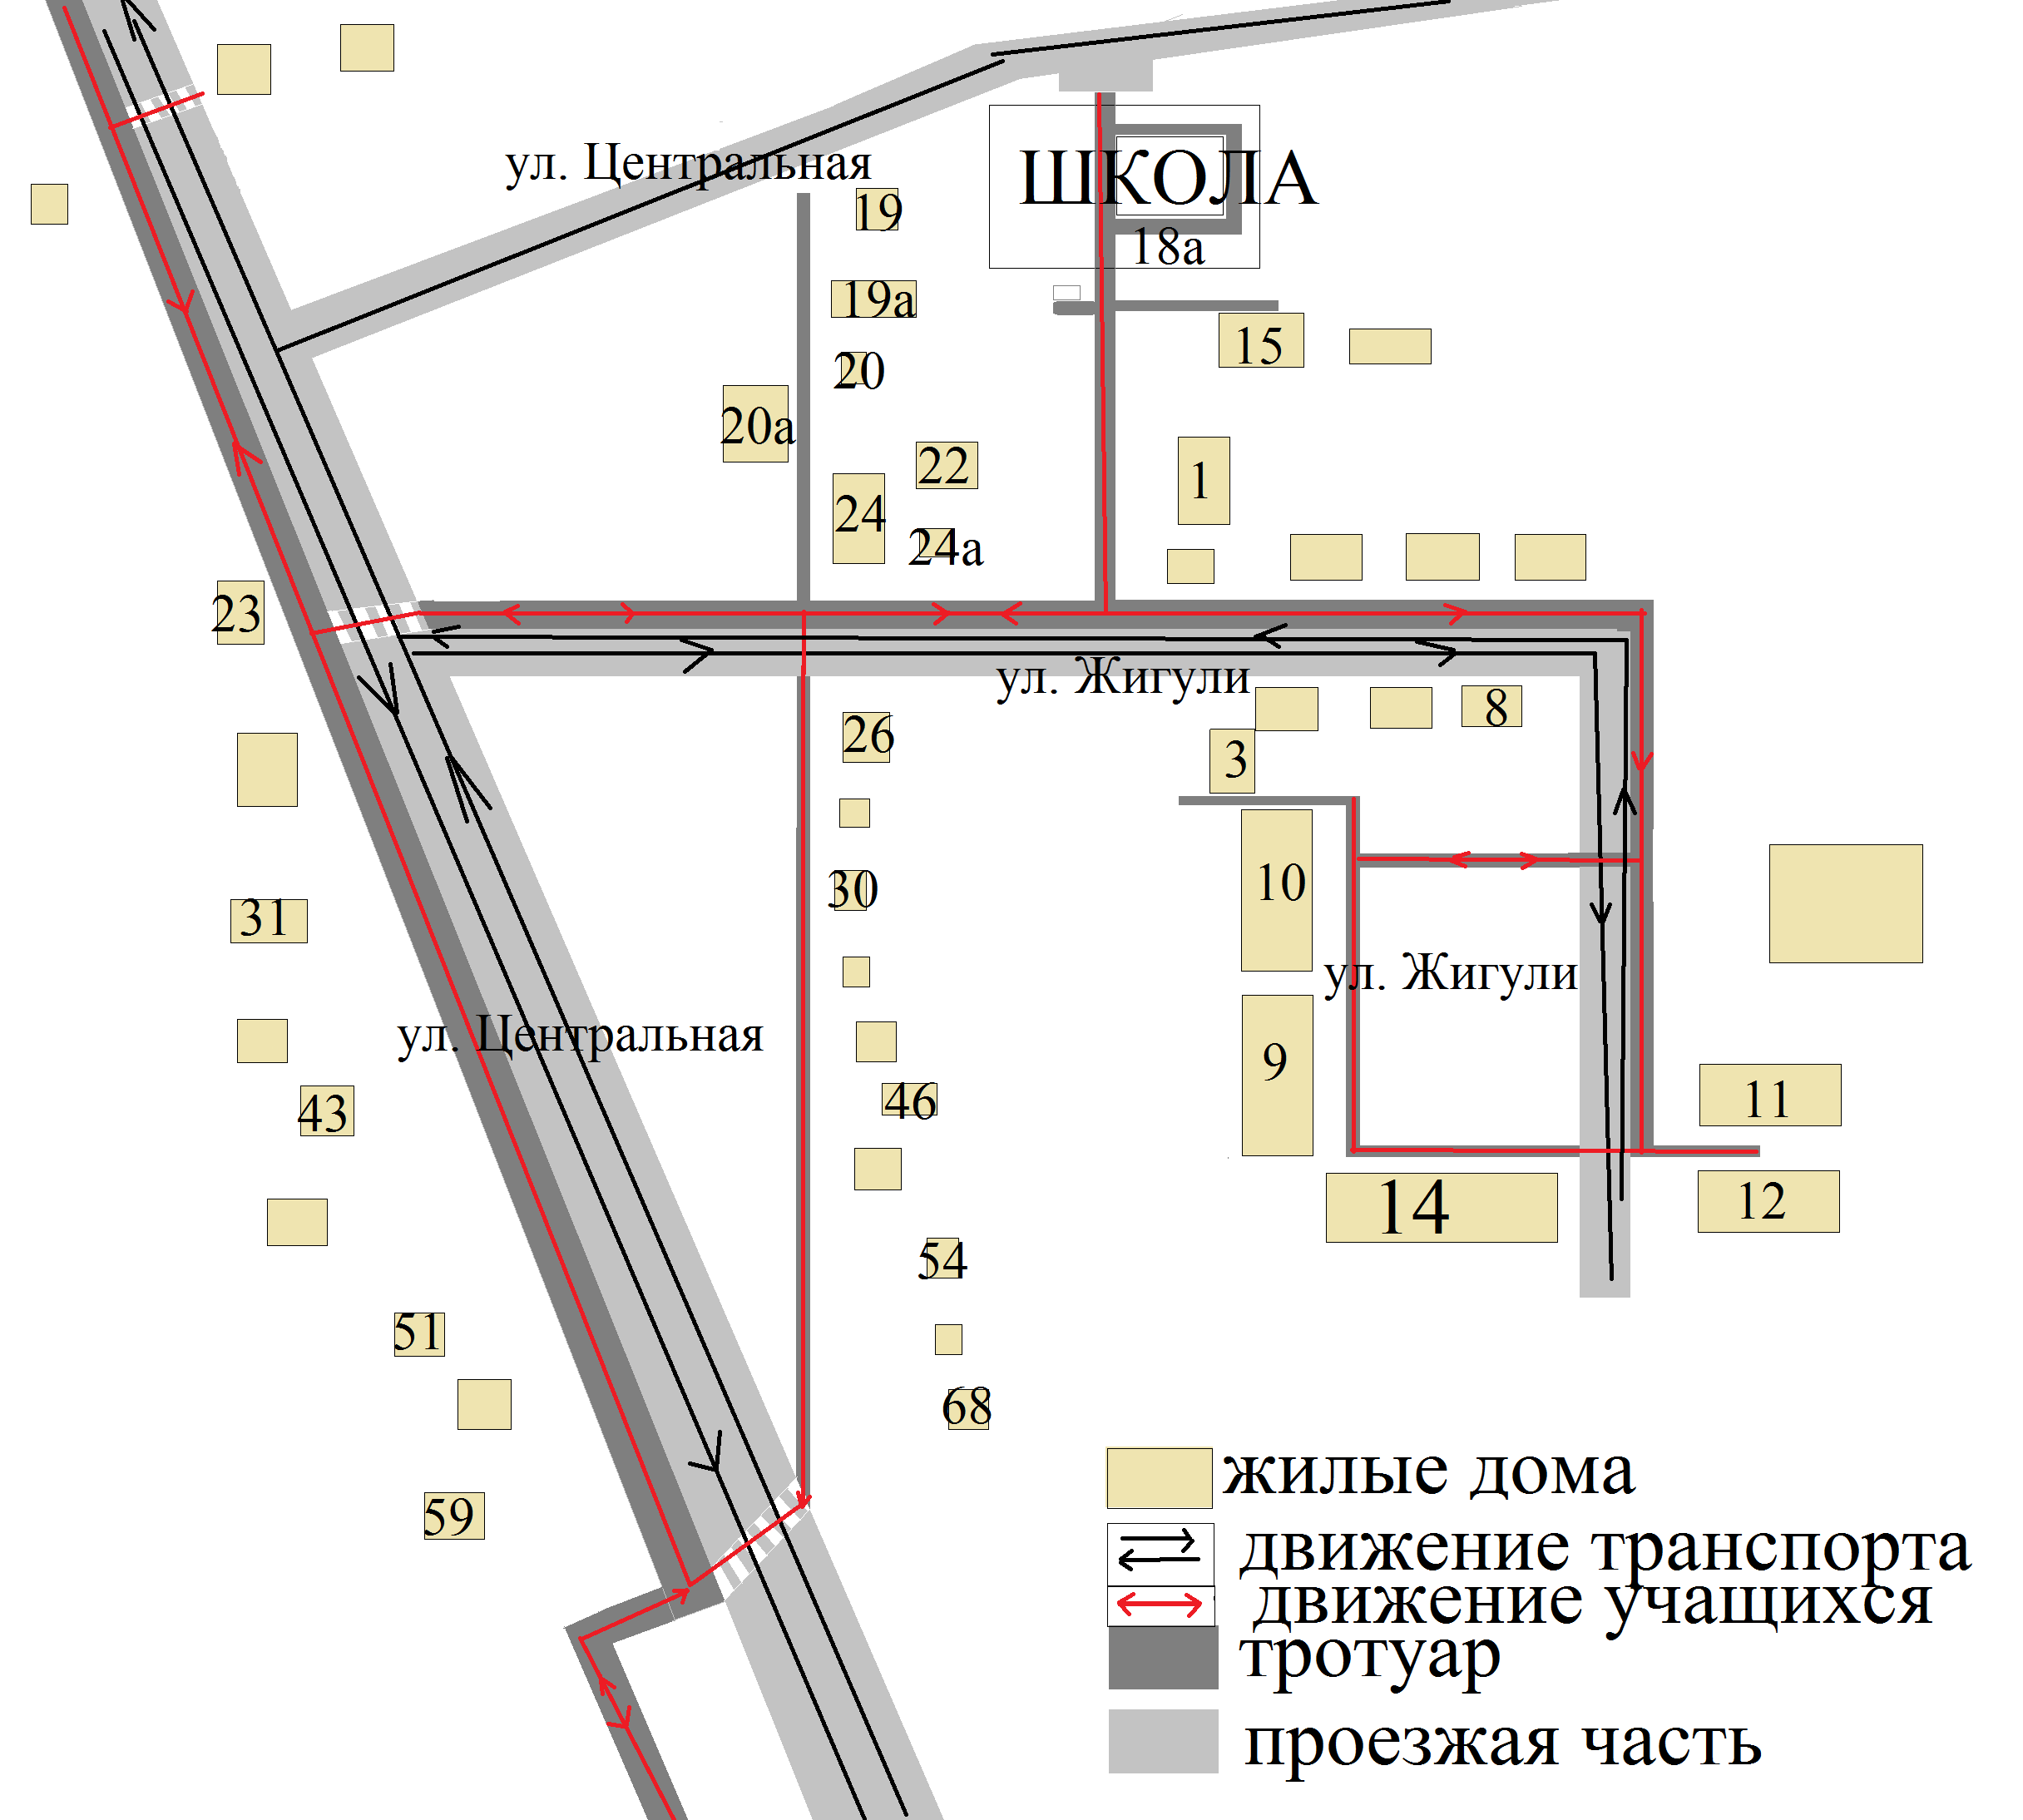 ул. Центральная
ШКОЛА
18а
19
19а
20
20а
22
24
24а
15
1
23
ул. Жигули
26
3
8
30
10
31
ул. Жигули
ул. Центральная
9
43
46
11
14
12
54
51
68
59
жилые дома
движение транспорта
движение учащихся
тротуар
проезжая часть